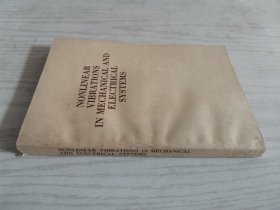 NONLINEAR
VIBRATIONS
IN MECHANICAL AND
ELECTRICAL
SYSTEMS
NONLINEAR VIBRATIONS IN MECHANICAL
AND ELECTRICAL SYSTEMS